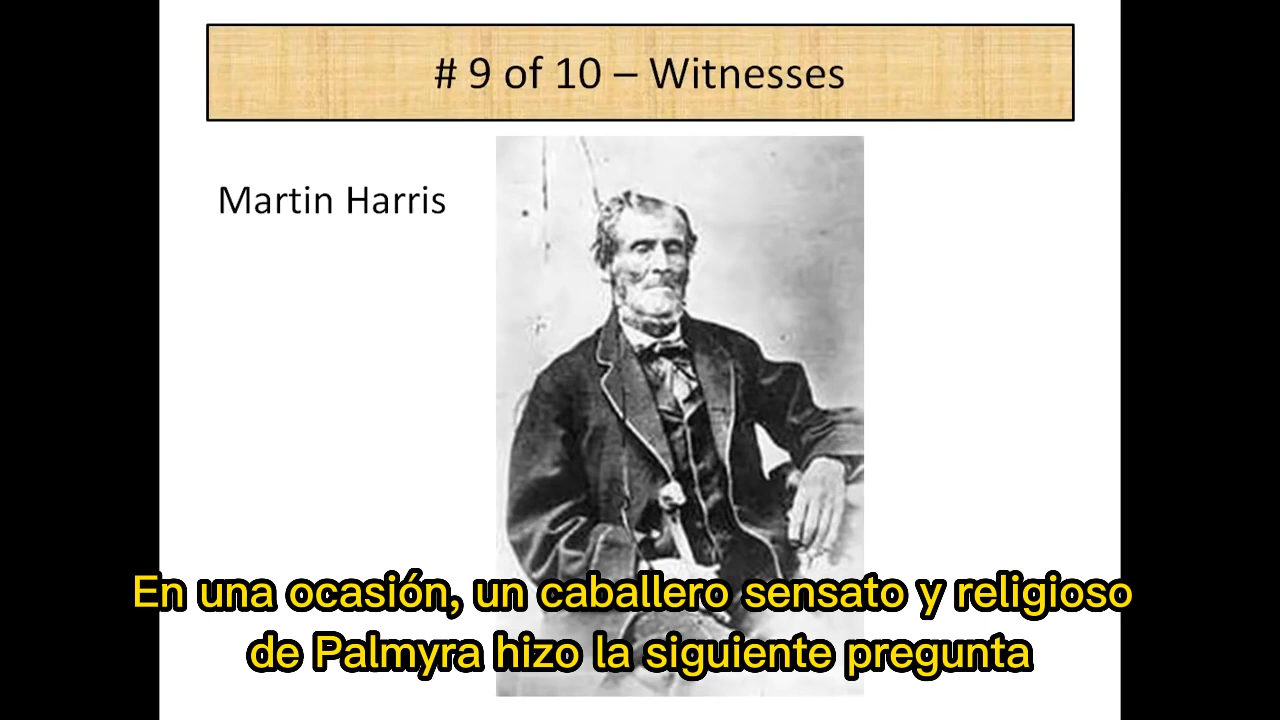 # 9 of 10 – Witnesses
Martin Harris
En una ocasión, un caballero sensato y religioso
de Palmyra hizo la siguiente pregunta